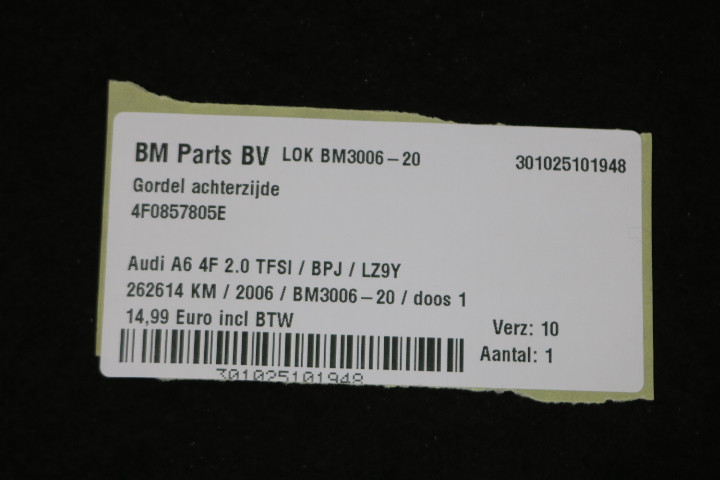 BM Parts BV LOK BM3006-20 301025101948
Gordel achterzijde
4F0857805E
Audi A6 4F 2.0 TFSI / BPJ / LZ9Y
262614 KM / 2006 / BM3006-20 / doos 1
14,99 Euro incl BTW Verz: 10
Aantal: 1
301025101948